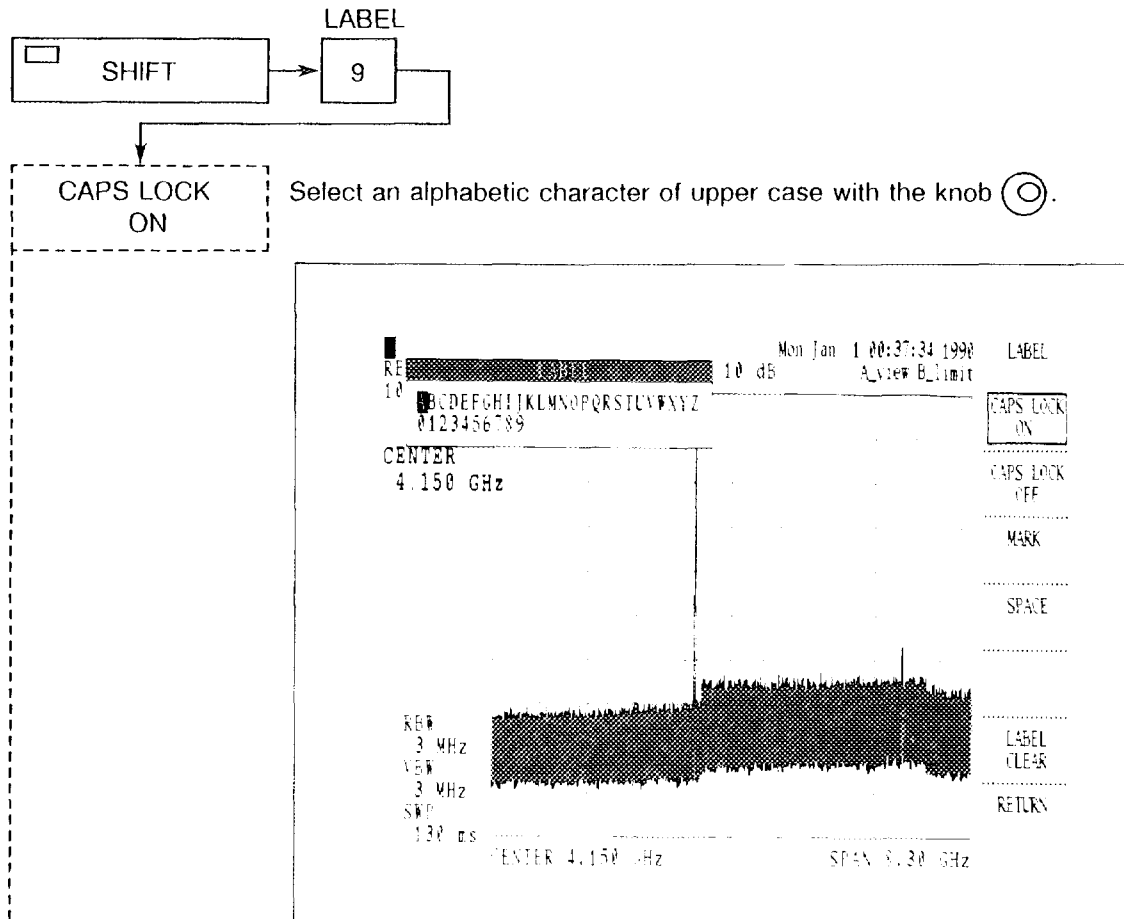 LABEL
SHIFT
9
CAPS LOCK
ON
Select an alphabetic character of upper case with the knob
Mon Jan 1 00:37:34 1990
LABEL
RE
10 dB
A_view B_limit
10
ABCDEFGHIJKLMNOPQRSTUVWXYZ
0123456789
CAPS LOCK
ON
CENTER
4.150 GHz
CAPS LOCK
OFF
MARK
SPACE
RBW
3 MHz
VBW
3 MHz
SWP
130 ms
LABEL
CLEAR
RETURN
CENTER 4.150 GHz
SPAN 8.30 GHz